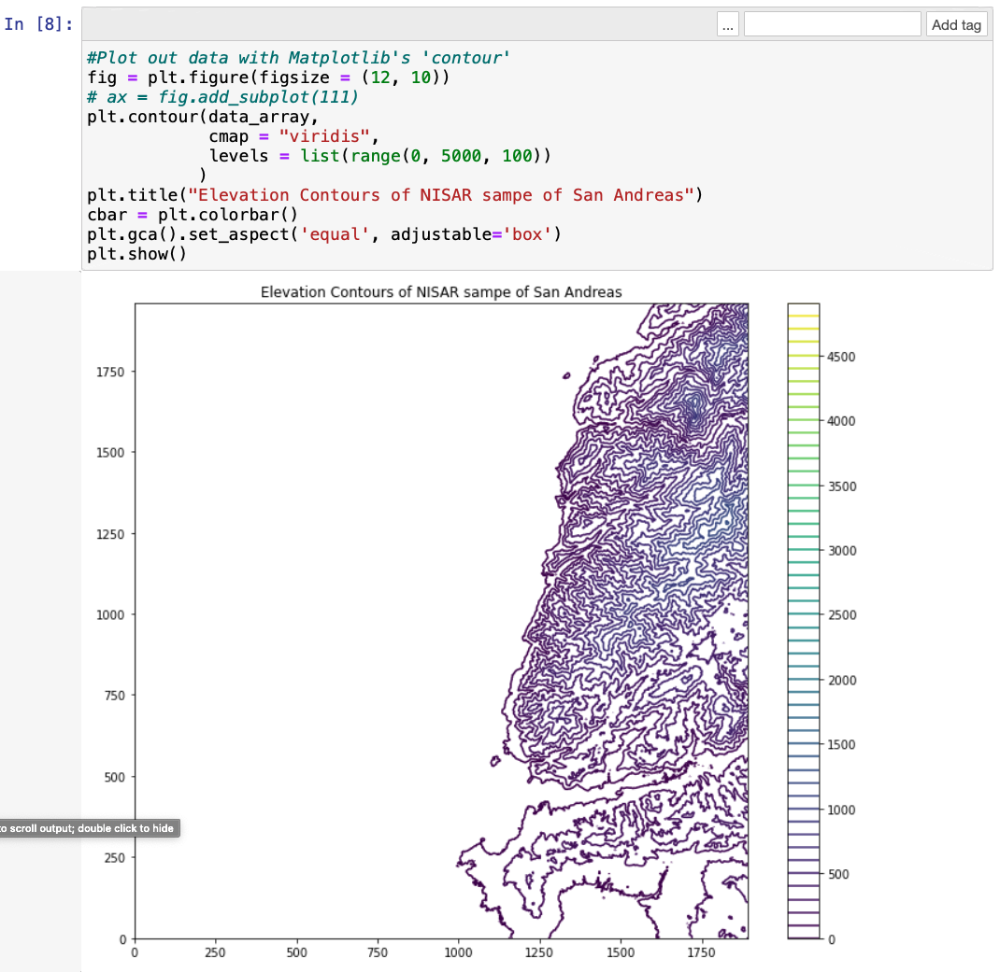 In [8]:
... Add tag
#Plot out data with Matplotlib's 'contour'
fig = plt.figure(figsize = (12, 10))
# ax = fig.add_subplot(111)
plt.contour(data_array,
            cmap = "viridis",
            levels = list(range(0, 5000, 100))
           )
plt.title("Elevation Contours of NISAR sampe of San Andreas")
cbar = plt.colorbar()
plt.gca().set_aspect('equal', adjustable='box')
plt.show()
Elevation Contours of NISAR sampe of San Andreas
1750
1500
1250
1000
750
500
250
0
0 250 500 750 1000 1250 1500 1750
4500
4000
3500
3000
2500
2000
1500
1000
500
0
to scroll output; double click to hide